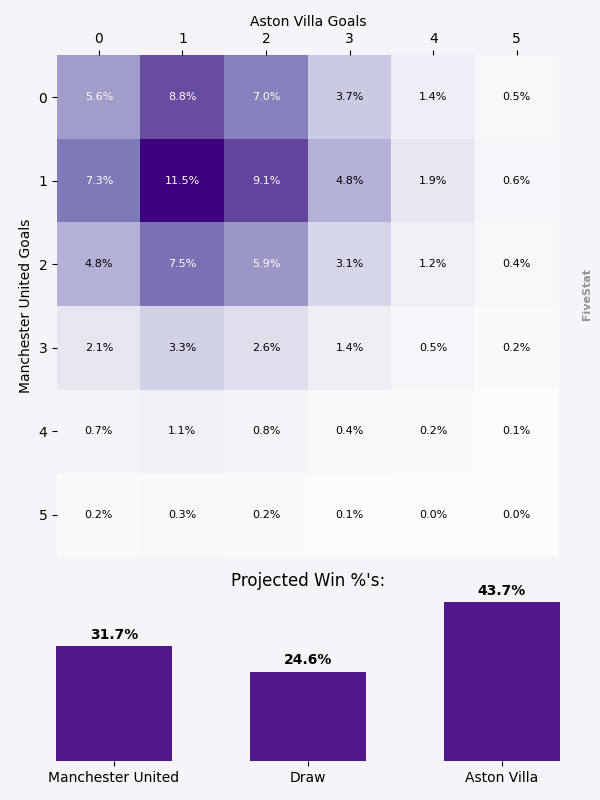 Aston Villa Goals
0 1 2 3 4 5
Manchester United Goals
0 5.6% 8.8% 7.0% 3.7% 1.4% 0.5%
1 7.3% 11.5% 9.1% 4.8% 1.9% 0.6%
2 4.8% 7.5% 5.9% 3.1% 1.2% 0.4%
3 2.1% 3.3% 2.6% 1.4% 0.5% 0.2%
4 0.7% 1.1% 0.8% 0.4% 0.2% 0.1%
5 0.2% 0.3% 0.2% 0.1% 0.0% 0.0%
FiveStat
Projected Win %'s:
31.7% 24.6% 43.7%
Manchester United Draw Aston Villa